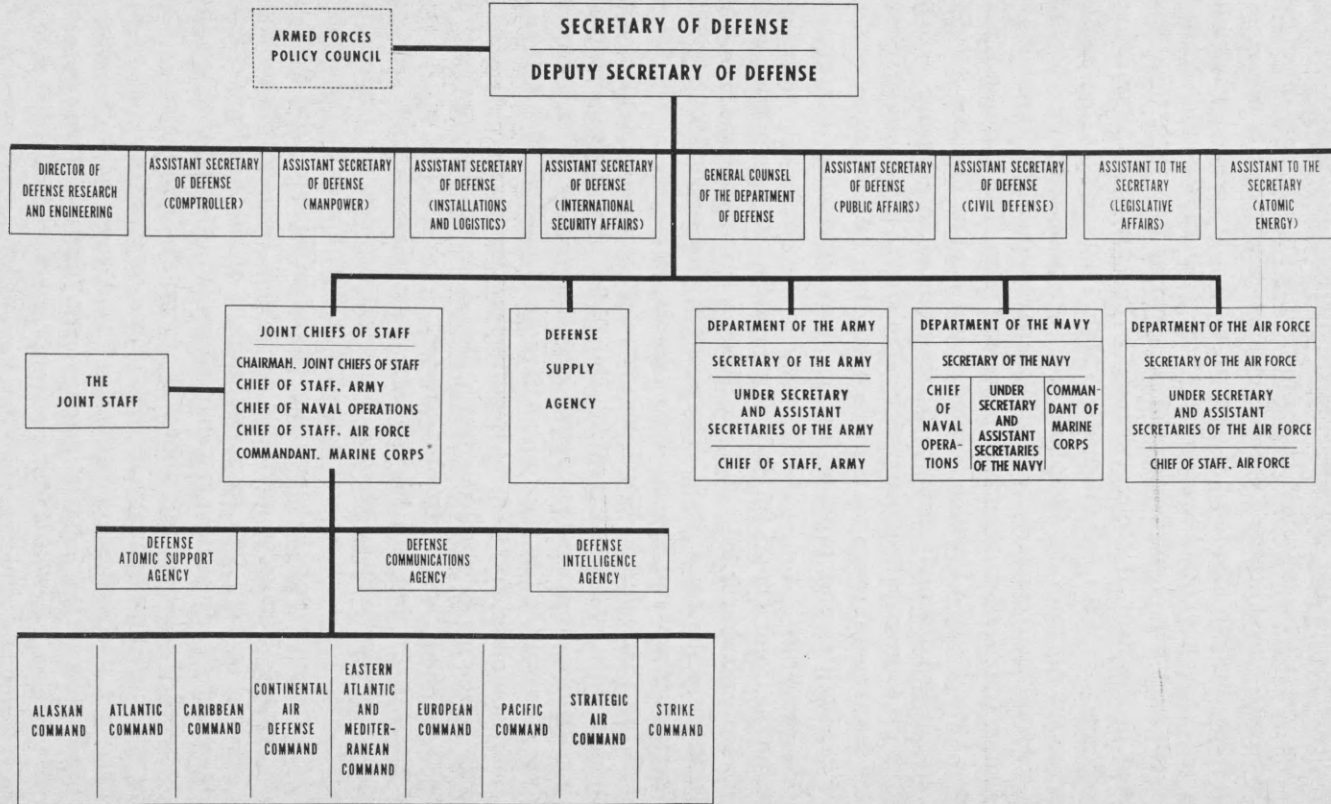 ARMED FORCES
POLICY COUNCIL
SECRETARY OF DEFENSE
DEPUTY SECRETARY OF DEFENSE
DIRECTOR OF
DEFENSE RESEARCH
AND ENGINEERING
ASSISTANT SECRETARY
OF DEFENSE
(COMPTROLLER)
ASSISTANT SECRETARY
OF DEFENSE
(MANPOWER)
ASSISTANT SECRETARY
OF DEFENSE
(INSTALLATIONS
AND LOGISTICS)
ASSISTANT SECRETARY
OF DEFENSE
(INTERNATIONAL
SECURITY AFFAIRS)
GENERAL COUNSEL
OF THE DEPARTMENT
OF DEFENSE
ASSISTANT SECRETARY
OF DEFENSE
(PUBLIC AFFAIRS)
ASSISTANT SECRETARY
OF DEFENSE
(CIVIL DEFENSE)
ASSISTANT TO THE
SECRETARY
(LEGISLATIVE
AFFAIRS)
ASSISTANT TO THE
SECRETARY
(ATOMIC
ENERGY)
THE
JOINT STAFF
JOINT CHIEFS OF STAFF
CHAIRMAN. JOINT CHIEFS OF STAFF
CHIEF OF STAFF. ARMY
CHIEF OF NAVAL OPERATIONS
CHIEF OF STAFF. AIR FORCE
COMMANDANT. MARINE CORPS*
DEFENSE
SUPPLY
AGENCY
DEPARTMENT OF THE ARMY
SECRETARY OF THE ARMY
UNDER SECRETARY
AND ASSISTANT
SECRETARIES OF THE ARMY
CHIEF OF STAFF, ARMY
DEPARTMENT OF THE NAVY
SECRETARY OF THE NAVY
CHIEF
OF
NAVAL
OPERA-
TIONS
UNDER
SECRETARY
AND
ASSISTANT
SECRETARIES
OF THE NAVY
COMMAN-
DANT OF
MARINE
CORPS
DEPARTMENT OF THE AIR FORCE
SECRETARY OF THE AIR FORCE
UNDER SECRETARY
AND ASSISTANT
SECRETARIES OF THE AIR FORCE
CHIEF OF STAFF, AIR FORCE
DEFENSE
ATOMIC SUPPORT
AGENCY
DEFENSE
COMMUNICATIONS
AGENCY
DEFENSE
INTELLIGENCE
AGENCY
ALASKAN
COMMAND
ATLANTIC
COMMAND
CARIBBEAN
COMMAND
CONTINENTAL
AIR
DEFENSE
COMMAND
EASTERN
ATLANTIC
AND
MEDITER-
RANEAN
COMMAND
EUROPEAN
COMMAND
PACIFIC
COMMAND
STRATEGIC
AIR
COMMAND
STRIKE
COMMAND